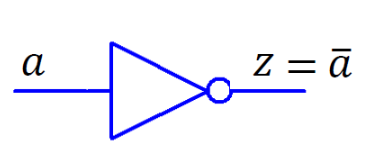 a
z = ā